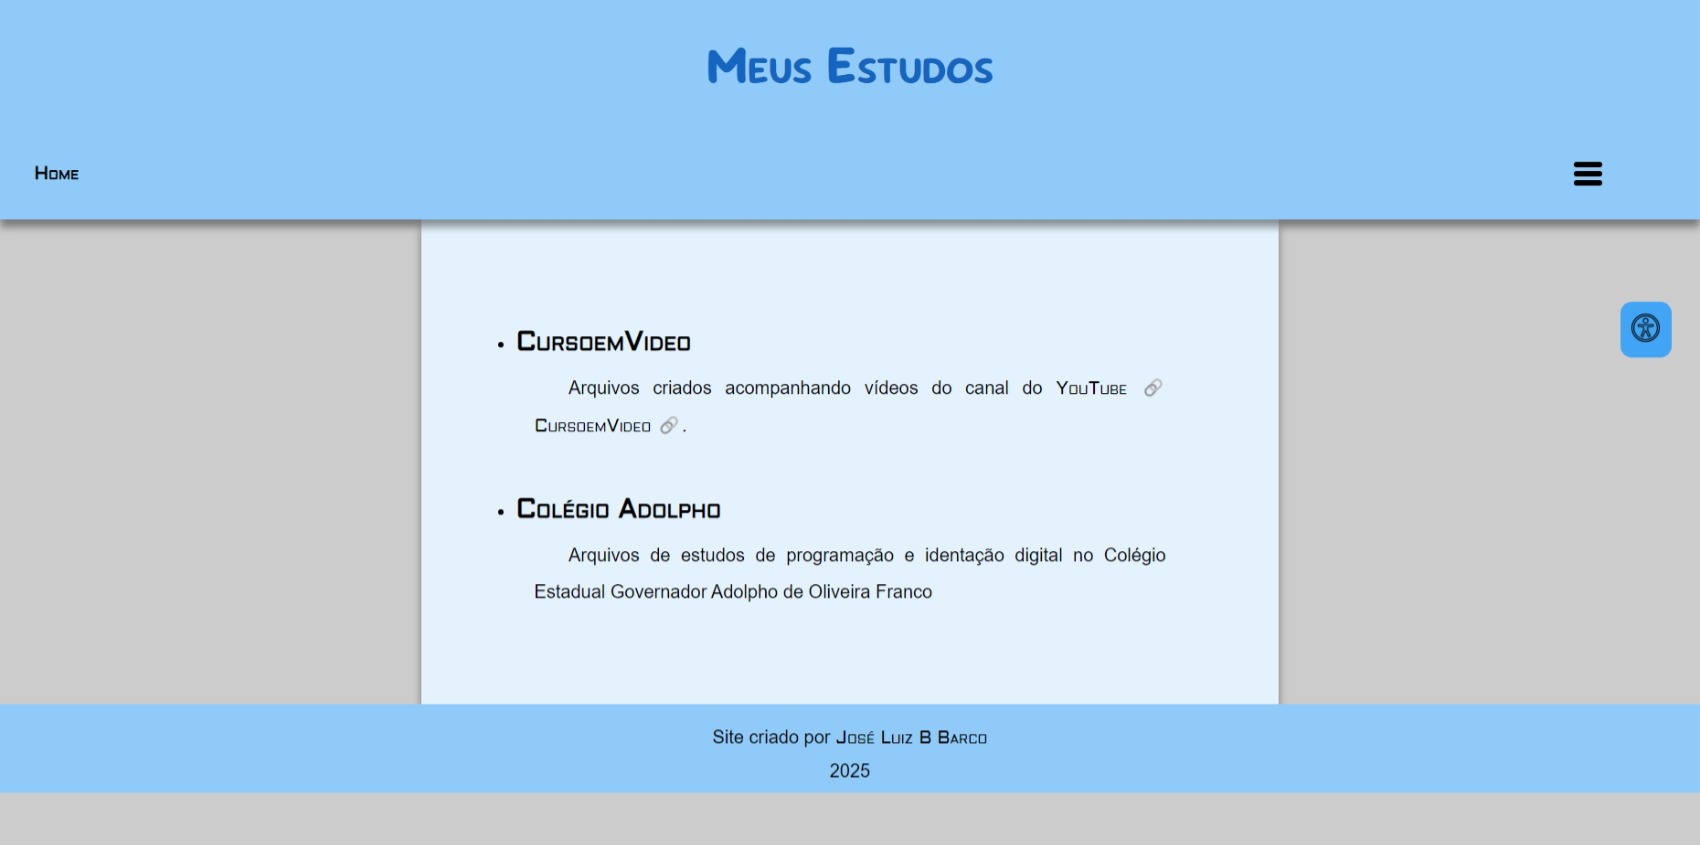 Meus Estudos
Home
CursoemVideo
Arquivos criados acompanhando vídeos do canal do YouTube
CursoemVideo .
Colégio Adolpho
Arquivos de estudos de programação e identação digital no Colégio
Estadual Governador Adolpho de Oliveira Franco
Site criado por José Luiz B Barco
2025